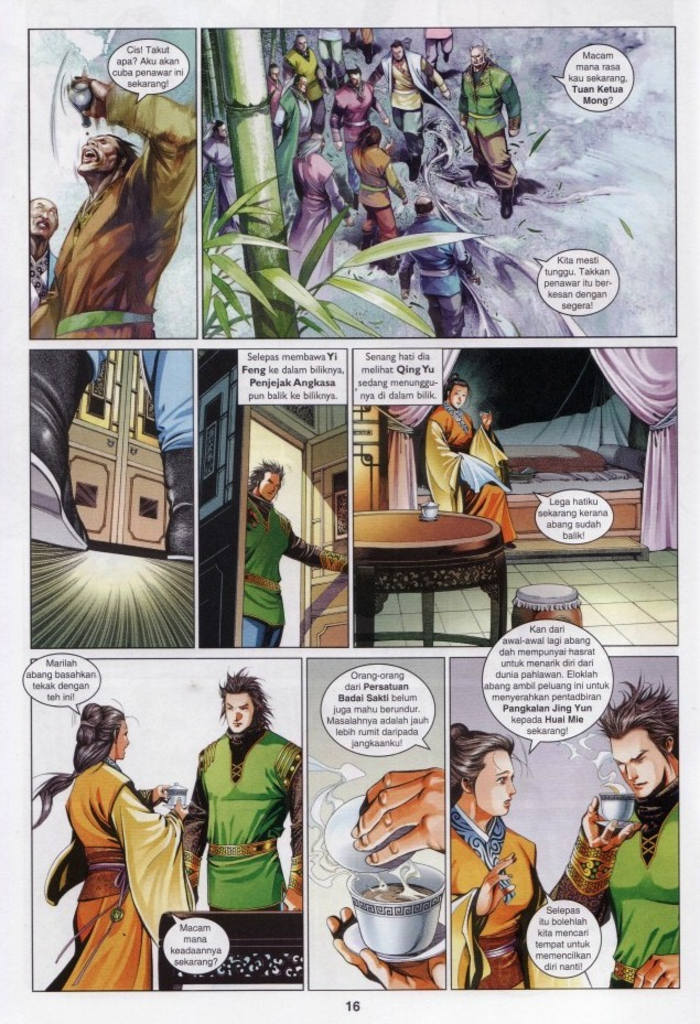 Cis! Takut
apa? Aku akan
cuba penawar ini
sekarang!
Macam
mana rasa
kau sekarang,
Tuan Ketua
Mong?
Kita mesti
tunggu. Takkan
penawar itu ber-
kesan dengan
segera!
Selepas membawa Yi
Feng ke dalam biliknya,
Penjejak Angkasa
pun balik ke biliknya.
Senang hati dia
melihat Qing Yu
sedang menunggu-
nya di dalam bilik.
Lega hatiku
sekarang kerana
abang sudah
balik!
Marilah
abang basahkan
tekak dengan
teh ini!
Macam
mana
keadaannya
sekarang?
Orang-orang
dari Persatuan
Badai Sakti belum
juga mahu berundur.
Masalahnya adalah jauh
lebih rumit daripada
jangkaanku!
Kan dari
awal-awal lagi abang
dah mempunyai hasrat
untuk menarik diri dari
dunia pahlawan. Eloklah
abang ambil peluang ini untuk
menyerahkan pentadbiran
Pangkalan Jing Yun
kepada Huai Mie
sekarang!
Selepas
itu bolehlah
kita mencari
tempat untuk
memencilkan
diri nanti!
16